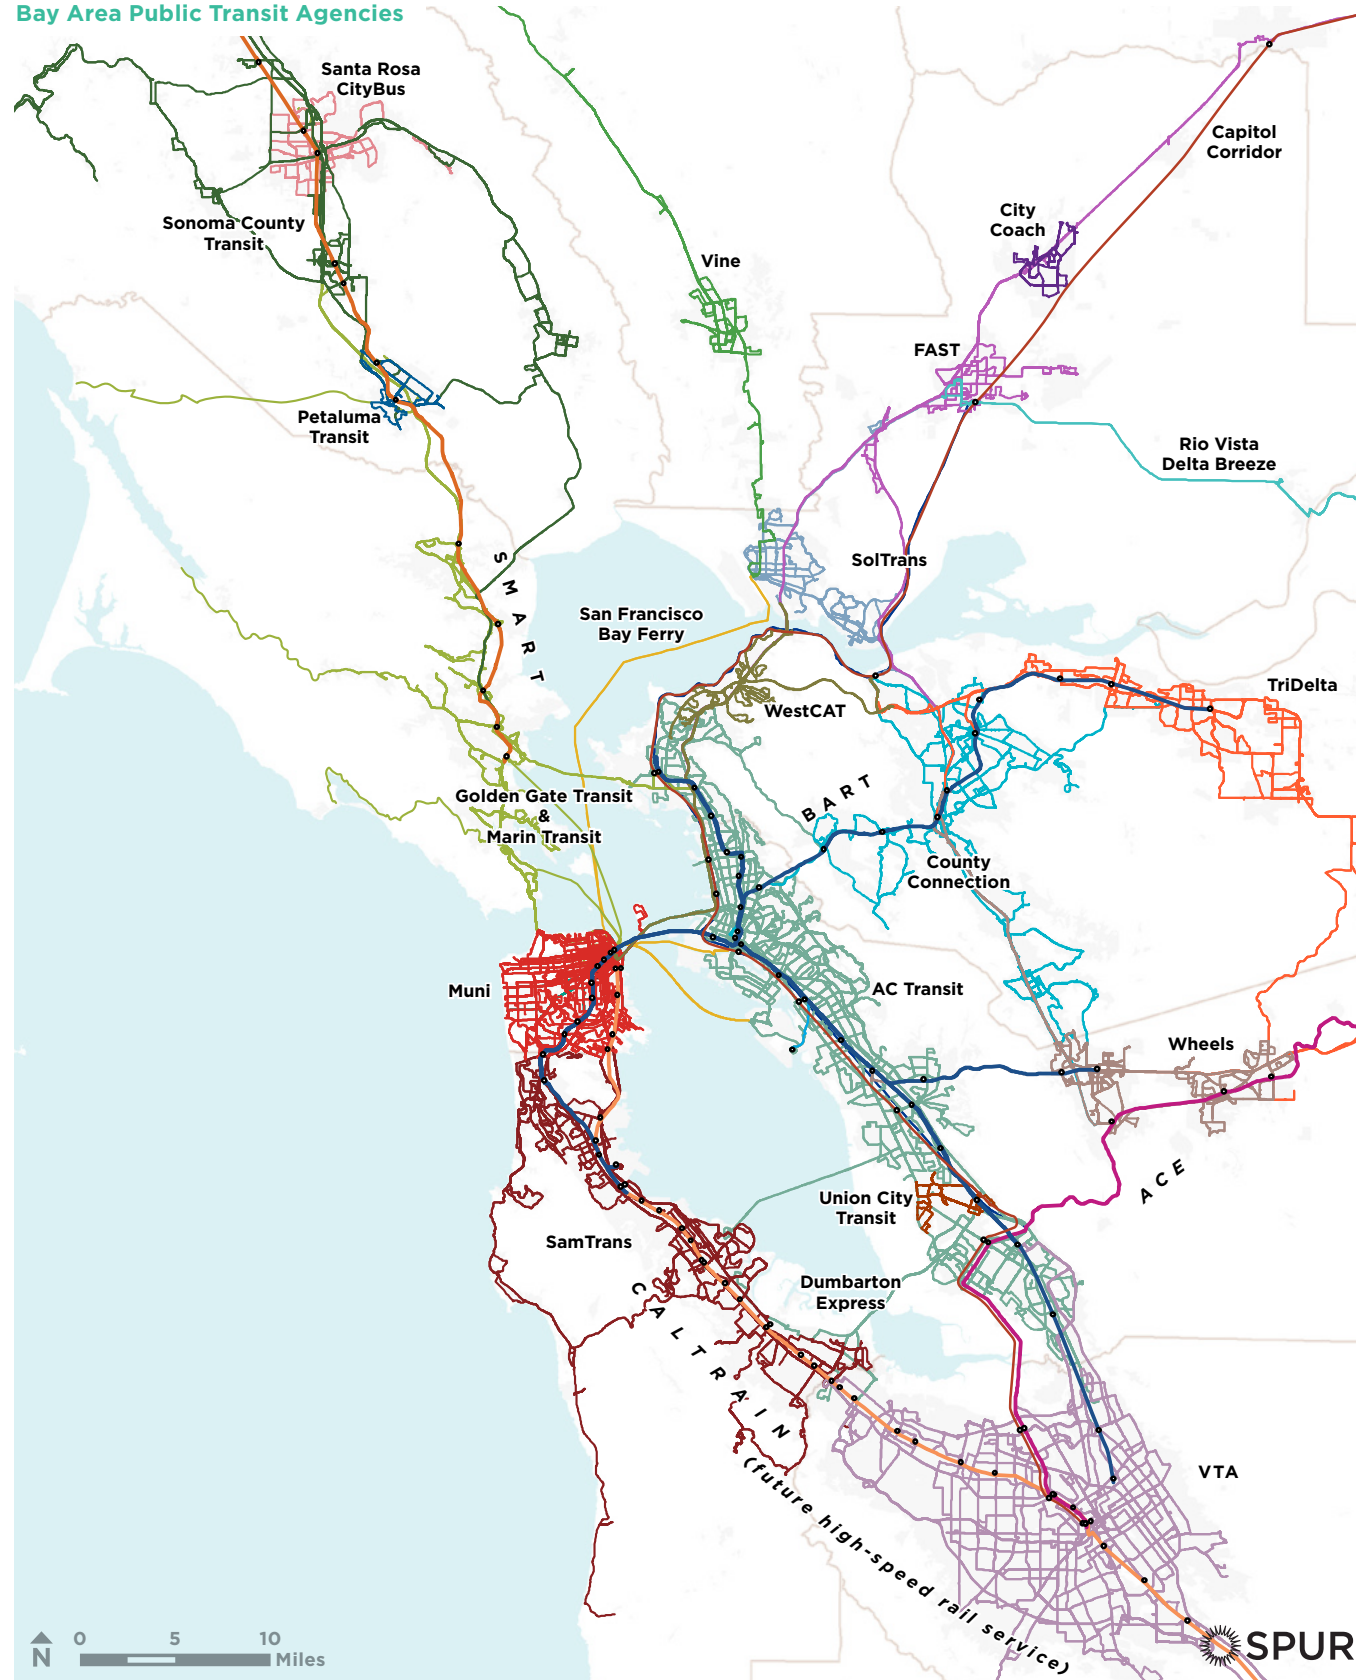 Bay Area Public Transit Agencies
Santa Rosa
CityBus
Capitol
Corridor
Sonoma County
Transit
City
Coach
Vine
FAST
Petaluma
Transit
Rio Vista
Delta Breeze
SMART
SolTrans
San Francisco
Bay Ferry
TriDelta
WestCAT
BART
Golden Gate Transit
&
Marin Transit
County
Connection
Muni
AC Transit
Wheels
ACE
Union City
Transit
SamTrans
Dumbarton
Express
CALTRAIN
(future high-speed rail service)
VTA
0 5 10
N Miles
SPUR